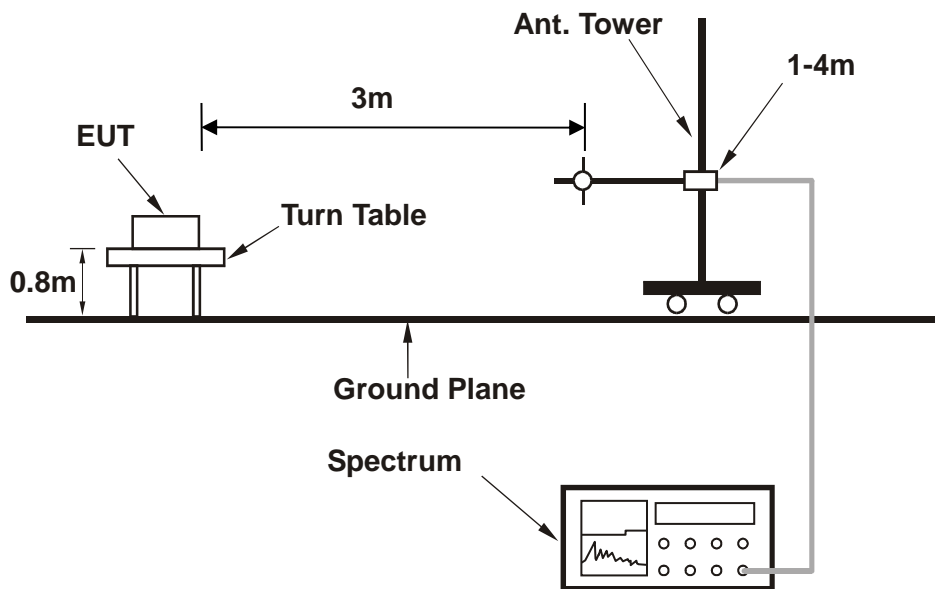 Ant. Tower
1-4m
3m
EUT
Turn Table
0.8m
Ground Plane
Spectrum